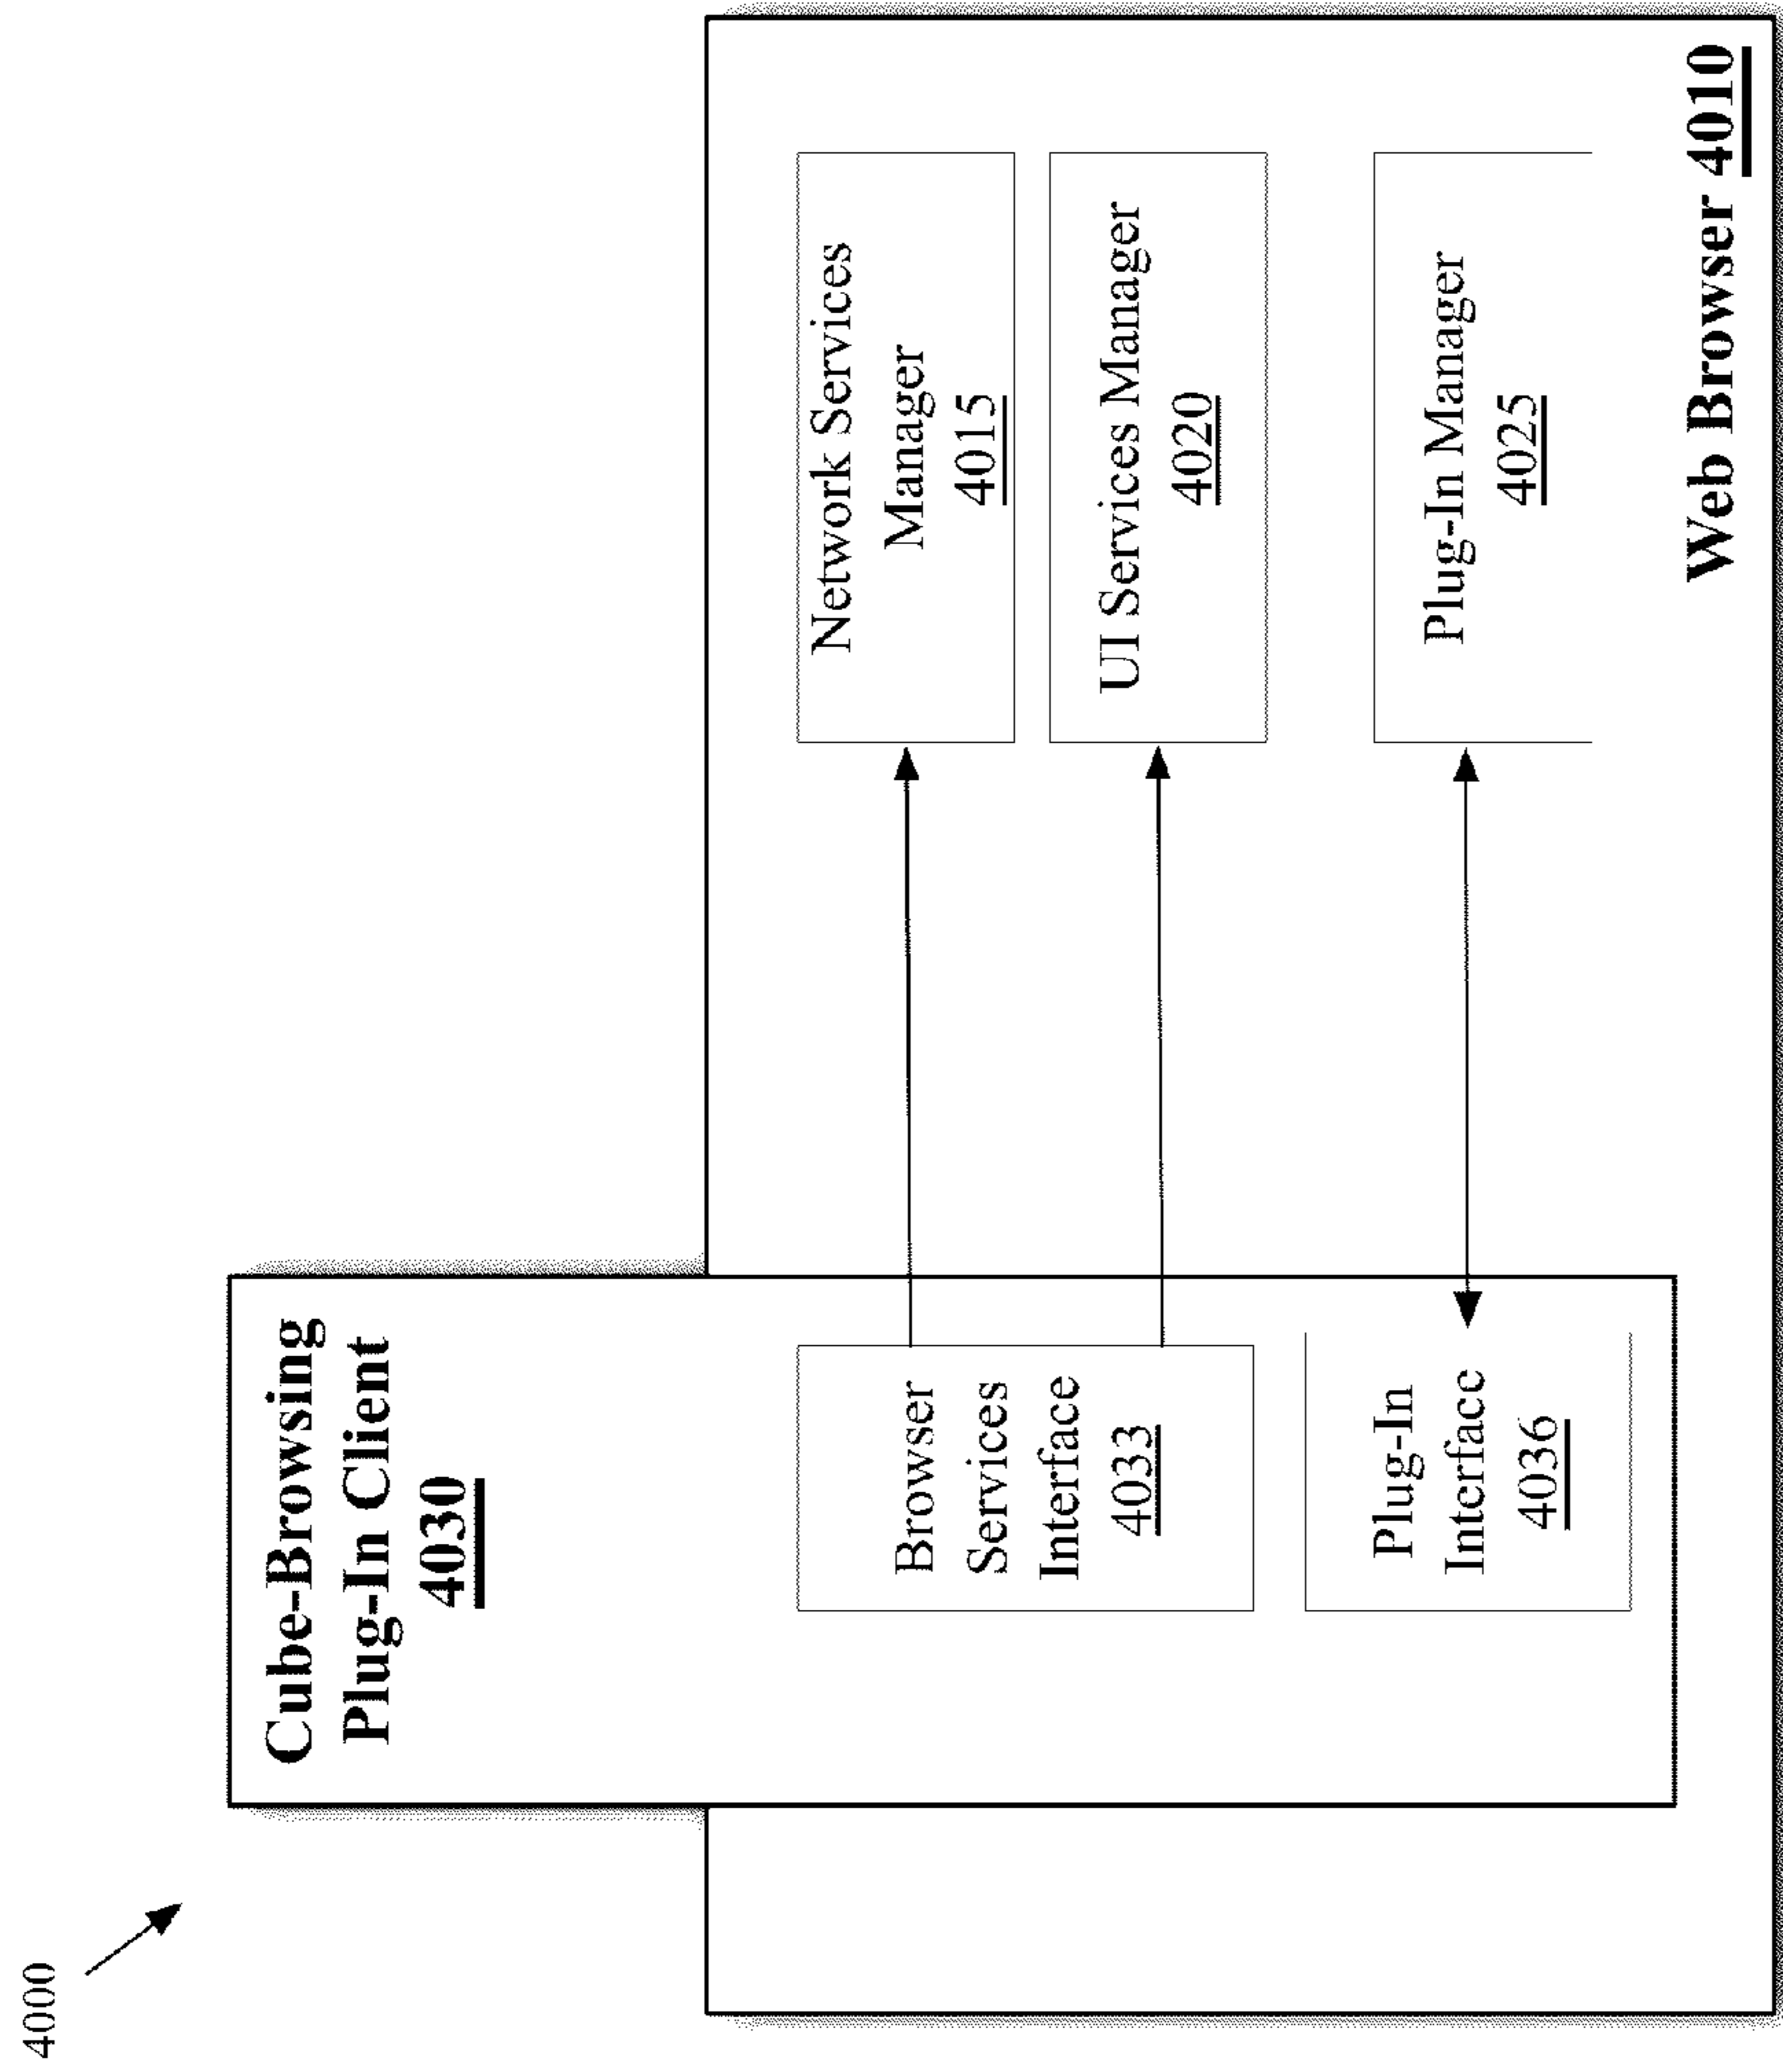 4000
Cube-Browsing
Plug-In Client
4030
Browser
Services
Interface
4033
Plug-In
Interface
4036
Network Services
Manager
4015
UI Services Manager
4020
Plug-In Manager
4025
Web Browser 4010